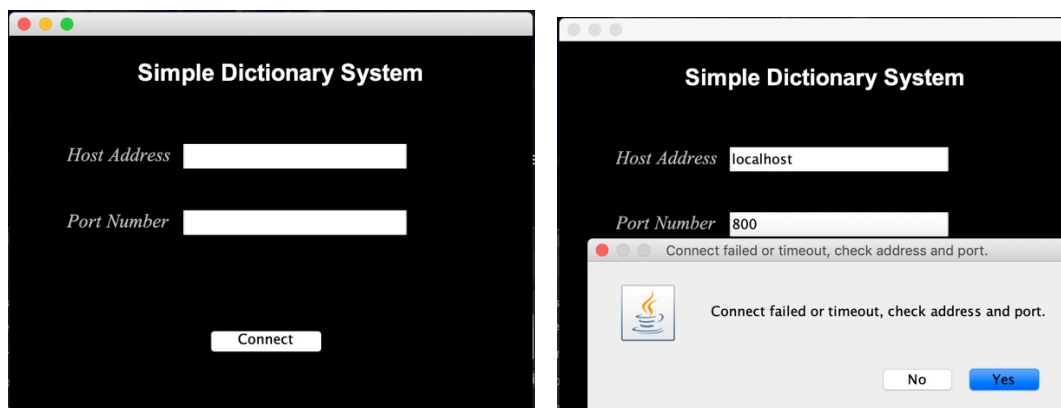 Simple Dictionary System
Host Address
Port Number
Connect
Simple Dictionary System
Host Address localhost
Port Number 800
Connect failed or timeout, check address and port.
Connect failed or timeout, check address and port.
No Yes